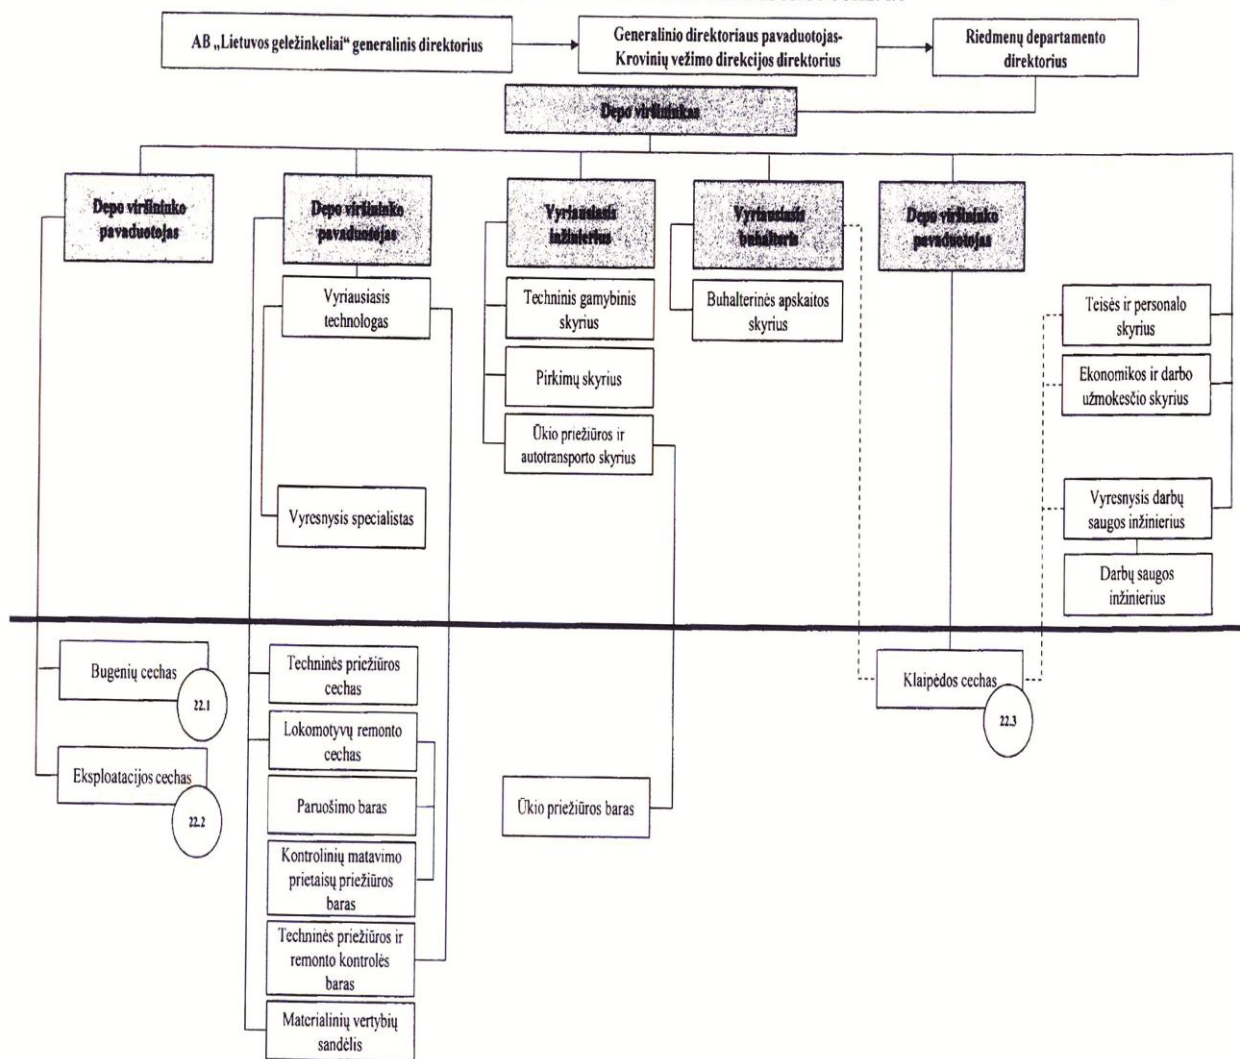 AB „Lietuvos geležinkeliai“ generalinis direktorius
Generalinio direktoriaus pavaduotojas-
Krovinių vežimo direkcijos direktorius
Riedmenų departamento
direktorius
Depo viršininkas
Depo viršininko
pavaduotojas
Depo viršininko
pavaduotojas
Vyriausiasis
inžinierius
Vyriausiasis
buhalteris
Depo viršininko
pavaduotojas
Vyriausiasis
technologas
Techninis gamybinis
skyrius
Buhalterinės apskaitos
skyrius
Teisės ir personalo
skyrius
Pirkimų skyrius
Ekonomikos ir darbo
užmokesčio skyrius
Ūkio priežiūros ir
autotransporto skyrius
Vyresnysis specialistas
Vyresnysis darbų
saugos inžinierius
Darbų saugos
inžinierius
Bugenių cechas
22.1
Techninės priežiūros
cechas
Klaipėdos cechas
22.3
Lokomotyvų remonto
cechas
Eksploatacijos cechas
22.2
Paruošimo baras
Ūkio priežiūros baras
Kontrolinių matavimo
prietaisų priežiūros
baras
Techninės priežiūros ir
remonto kontrolės
baras
Materialinių vertybių
sandėlis